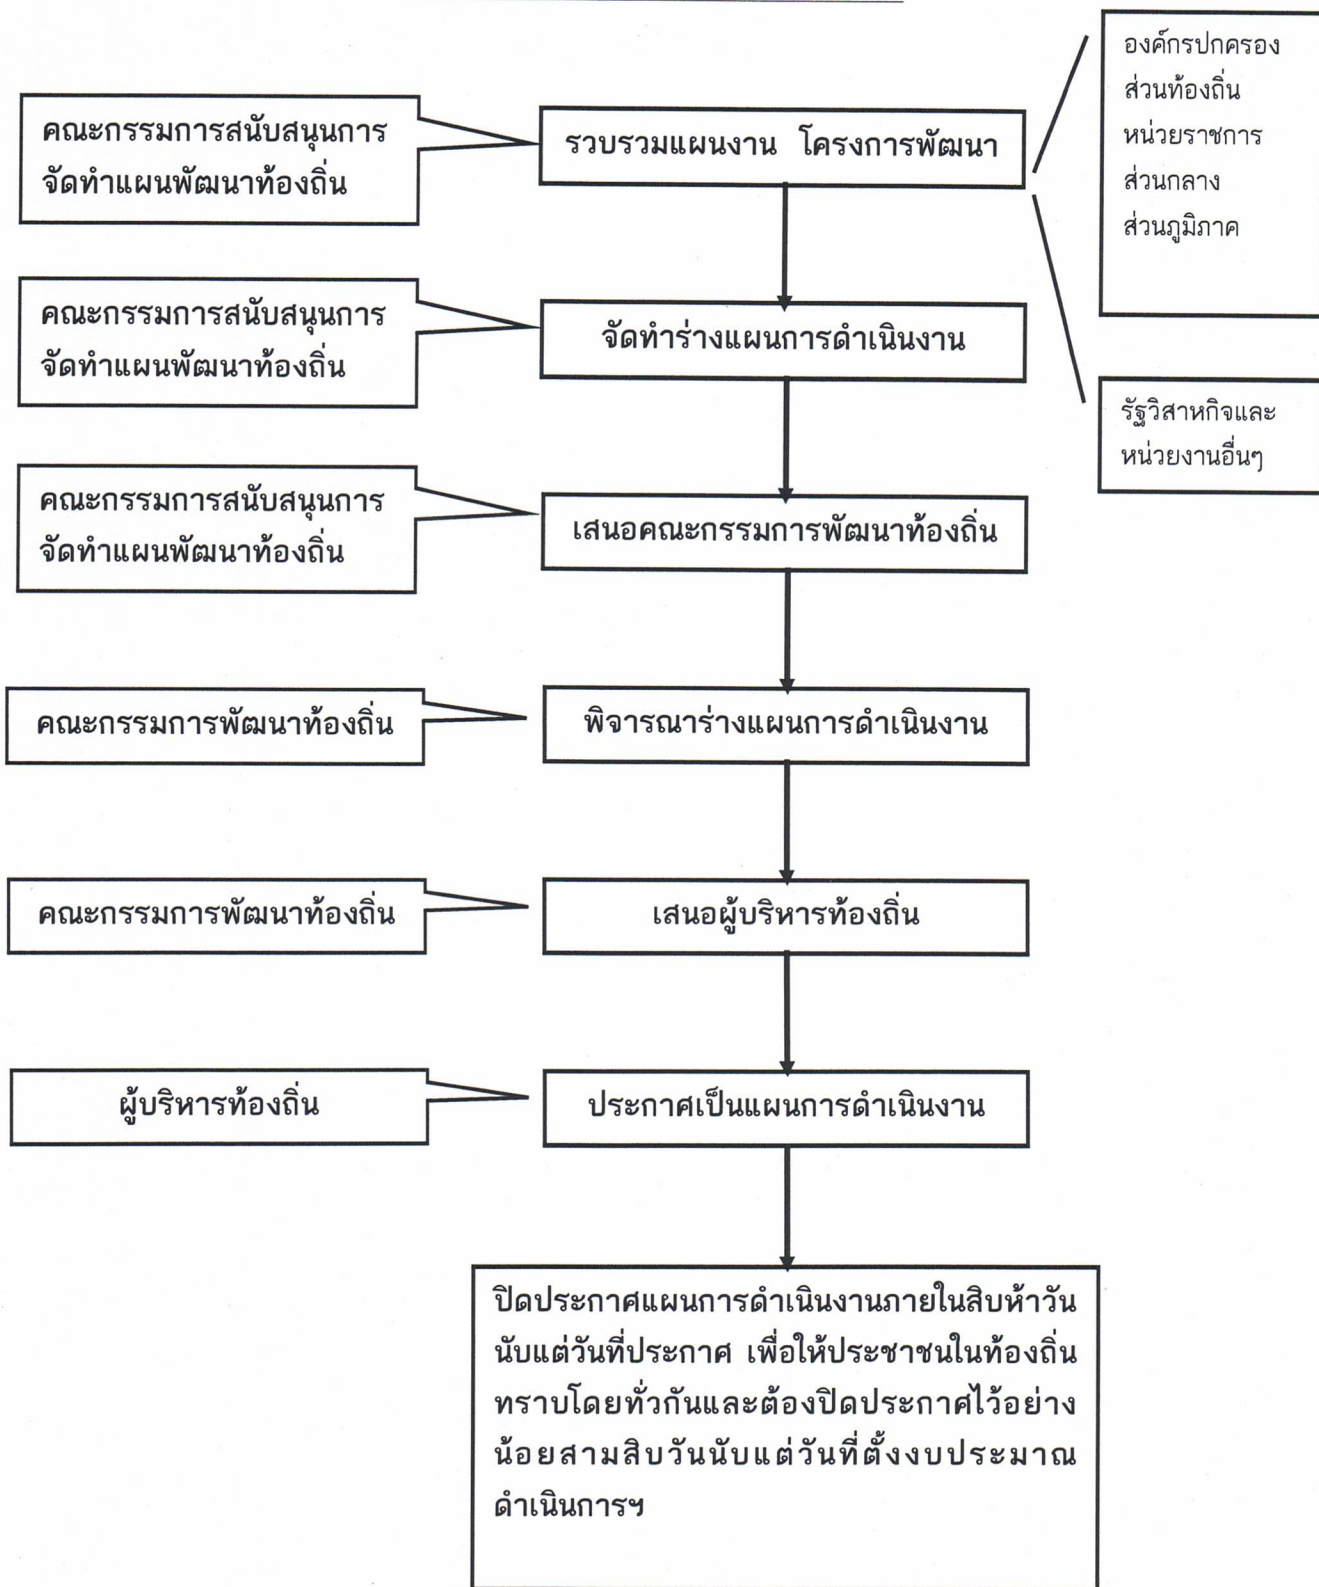 องค์กรปกครอง
ส่วนท้องถิ่น
หน่วยราชการ
ส่วนกลาง
ส่วนภูมิภาค
คณะกรรมการสนับสนุนการ
จัดทำแผนพัฒนาท้องถิ่น
รวบรวมแผนงาน โครงการพัฒนา
คณะกรรมการสนับสนุนการ
จัดทำแผนพัฒนาท้องถิ่น
จัดทำร่างแผนการดำเนินงาน
รัฐวิสาหกิจและ
หน่วยงานอื่นๆ
คณะกรรมการสนับสนุนการ
จัดทำแผนพัฒนาท้องถิ่น
เสนอคณะกรรมการพัฒนาท้องถิ่น
คณะกรรมการพัฒนาท้องถิ่น
พิจารณาร่างแผนการดำเนินงาน
คณะกรรมการพัฒนาท้องถิ่น
เสนอผู้บริหารท้องถิ่น
ผู้บริหารท้องถิ่น
ประกาศเป็นแผนการดำเนินงาน
ปิดประกาศแผนการดำเนินงานภายในสิบห้าวัน
นับแต่วันที่ประกาศ เพื่อให้ประชาชนในท้องถิ่น
ทราบโดยทั่วกันและต้องปิดประกาศไว้อย่าง
น้อยสามสิบวันนับแต่วันที่ตั้งงบประมาณ
ดำเนินการฯ